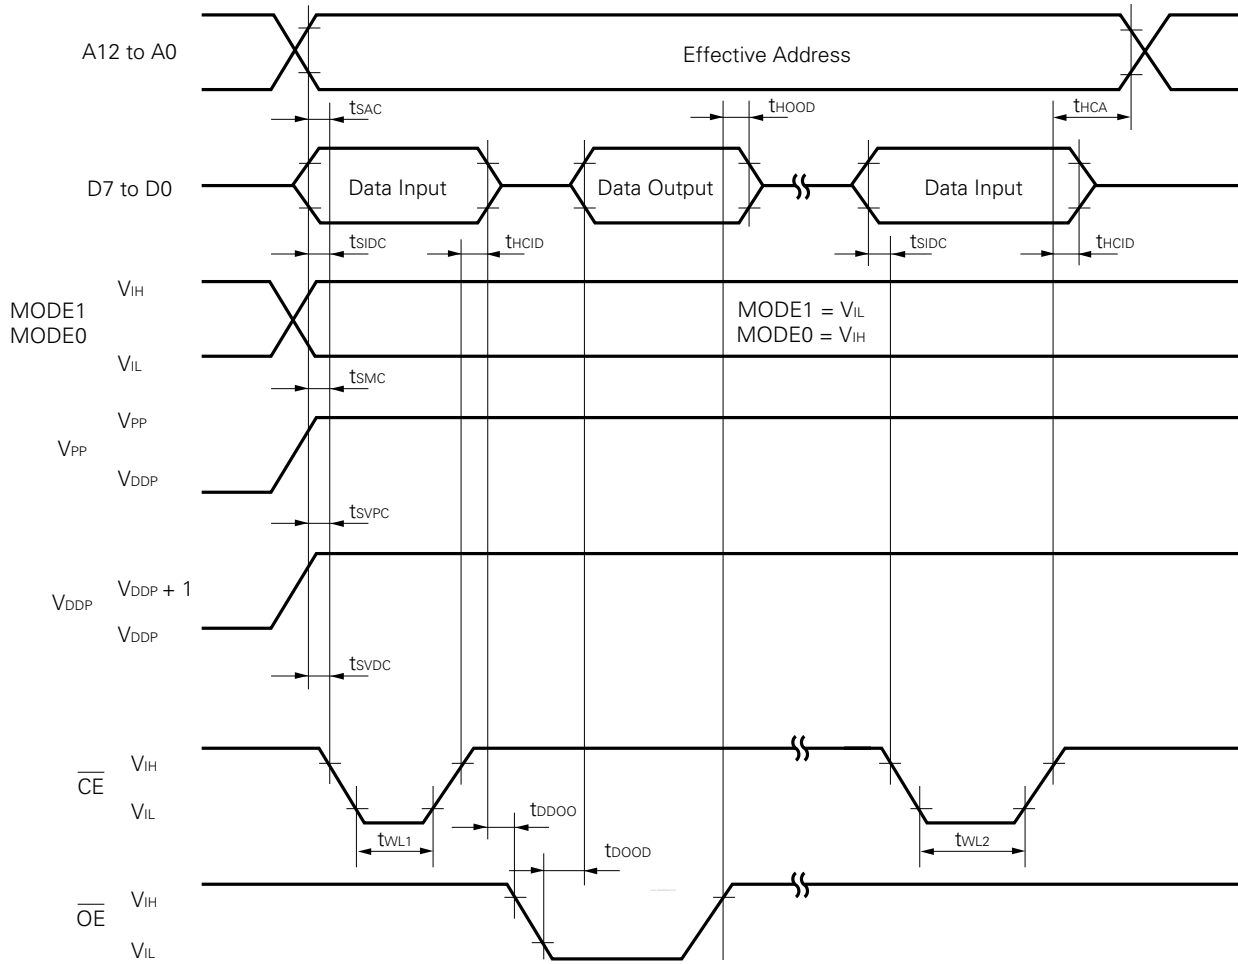 A12 to A0
Effective Address
tSAC
tHOOD
tHCA
D7 to D0
Data Input
Data Output
Data Input
tSIDC
tHCID
tSIDC
tHCID
MODE1
MODE0
VIH
VIL
MODE1 = VIL
MODE0 = VIH
tSMC
VPP
VPP
VDDP
tSVPC
VDDP
VDDP + 1
VDDP
tSVDC
CE
VIH
VIL
tWL1
tDDOO
tDOOD
tWL2
OE
VIH
VIL